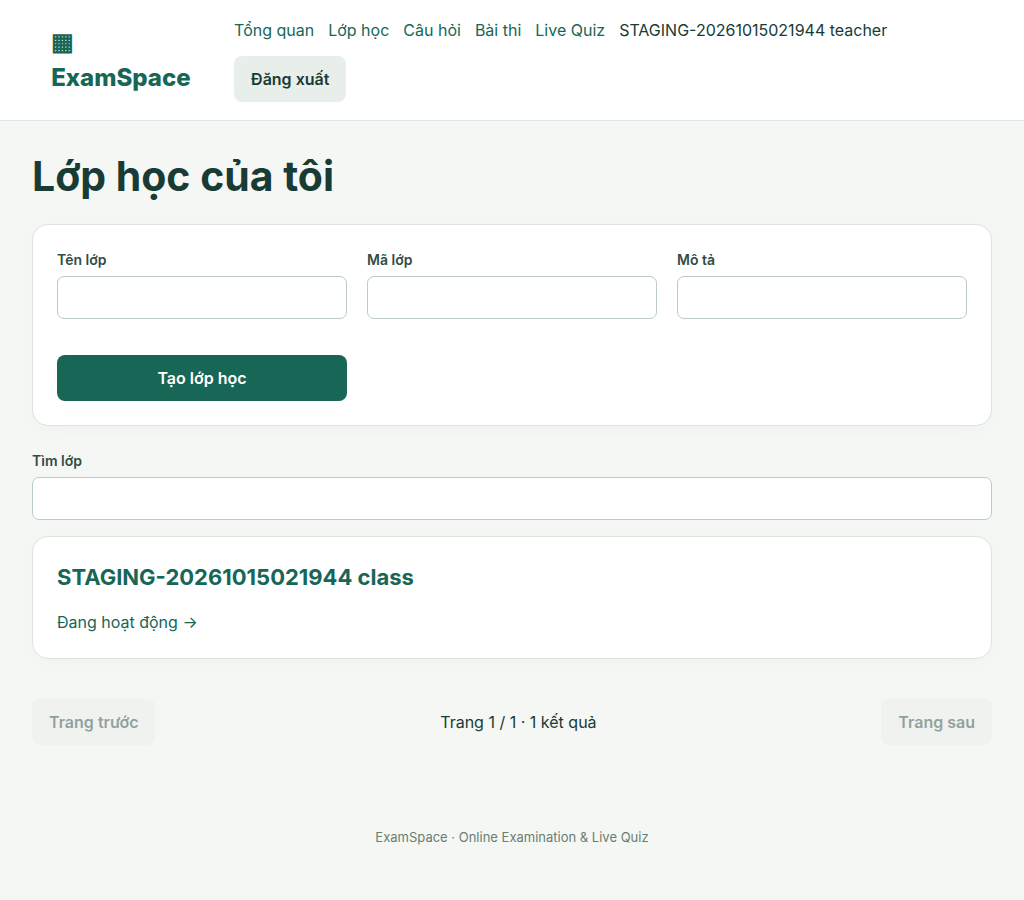 ExamSpace
Tổng quan Lớp học Câu hỏi Bài thi Live Quiz STAGING-20261015021944 teacher
Đăng xuất
Lớp học của tôi
Tên lớp Mã lớp Mô tả
Tạo lớp học
Tìm lớp
STAGING-20261015021944 class
Đang hoạt động →
Trang trước Trang 1 / 1 · 1 kết quả Trang sau
ExamSpace · Online Examination & Live Quiz